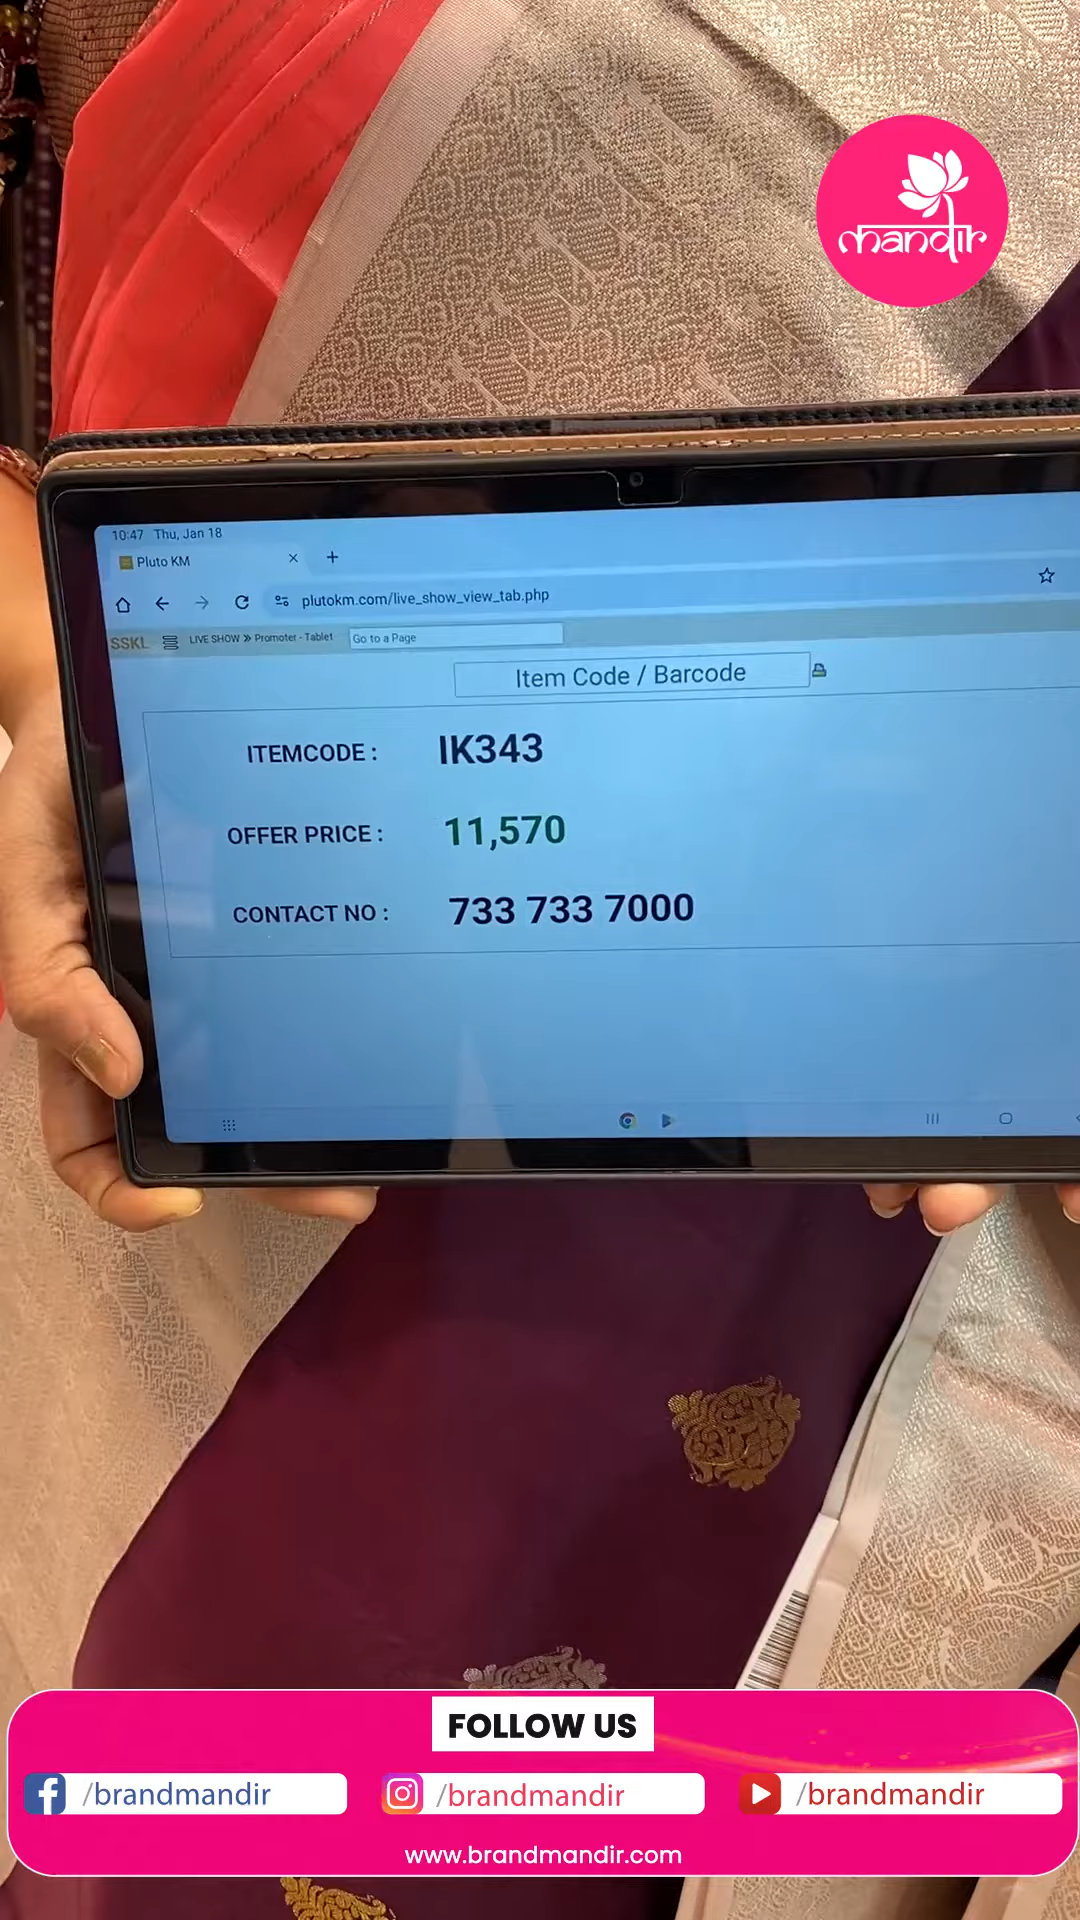 mandir
10:47 Thu, Jan 18
Pluto KM
plutokm.com/live_show_view_tab.php
SSKL LIVE SHOW » Promoter - Tablet Go to a Page
Item Code / Barcode
ITEMCODE : IK343
OFFER PRICE : 11,570
CONTACT NO : 733 733 7000
FOLLOW US
/brandmandir /brandmandir /brandmandir
www.brandmandir.com